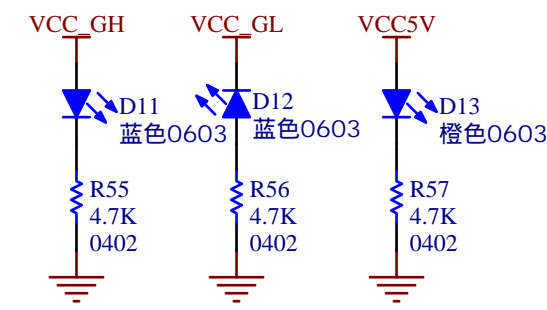 VCC_GH
VCC_GL
VCC5V
D11
蓝色0603
D12
蓝色0603
D13
橙色0603
R55
4.7K
0402
R56
4.7K
0402
R57
4.7K
0402